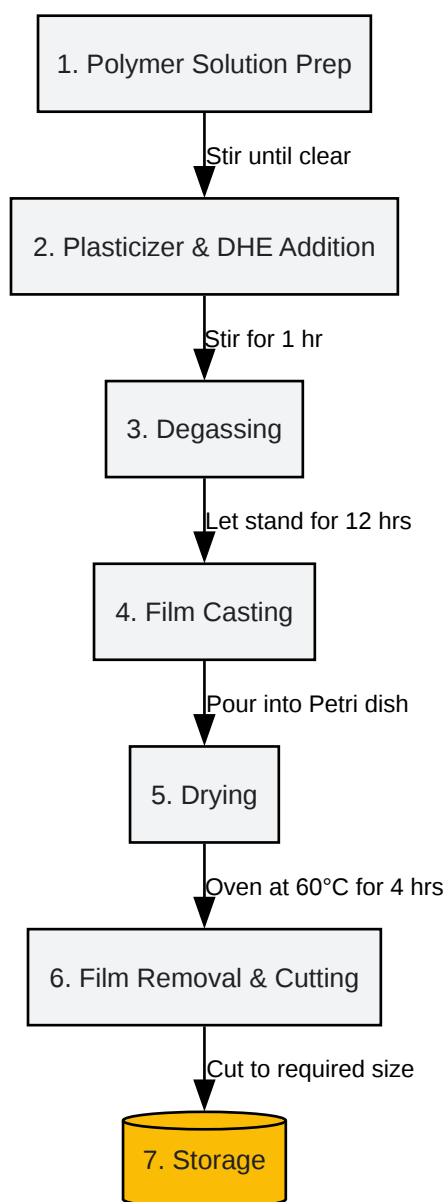 1. Polymer Solution Prep
Stir until clear
2. Plasticizer & DHE Addition
Stir for 1 hr
3. Degassing
Let stand for 12 hrs
4. Film Casting
Pour into Petri dish
5. Drying
Oven at 60°C for 4 hrs
6. Film Removal & Cutting
Cut to required size
7. Storage